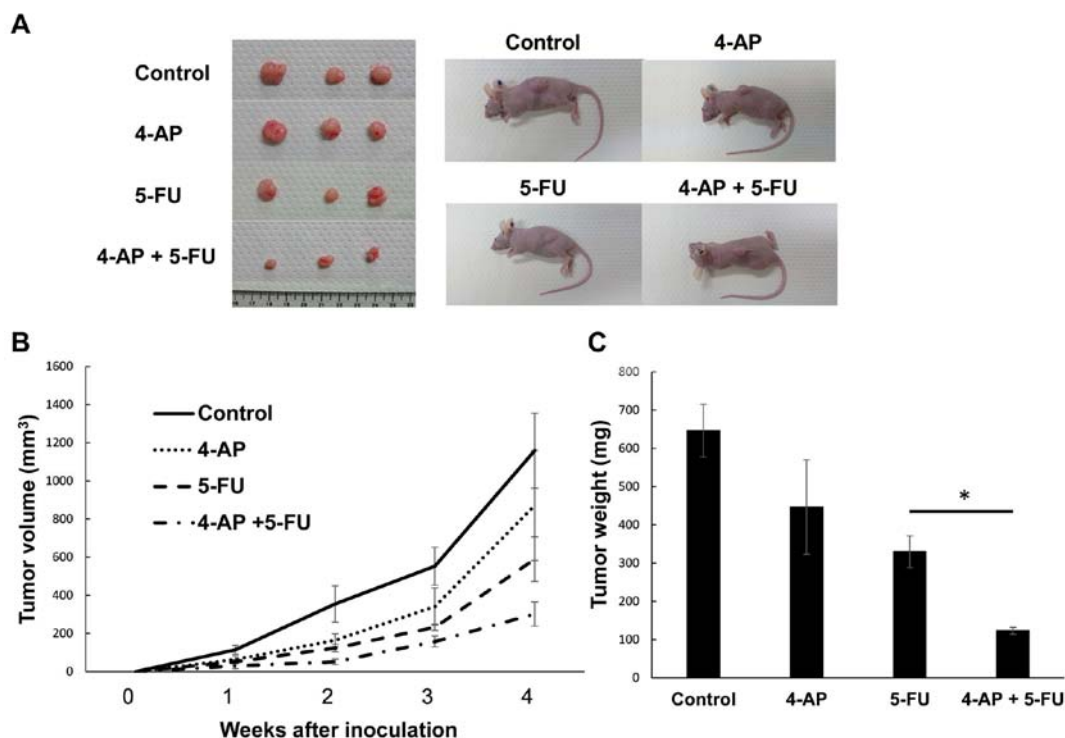 A
Control
4-AP
5-FU
4-AP + 5-FU
Control
4-AP
5-FU
4-AP + 5-FU
B
Tumor volume (mm³)
1600
1400
1200
1000
800
600
400
200
0
Control
4-AP
5-FU
4-AP +5-FU
0 1 2 3 4
Weeks after inoculation
C
Tumor weight (mg)
800
700
600
500
400
300
200
100
0
*
Control 4-AP 5-FU 4-AP + 5-FU